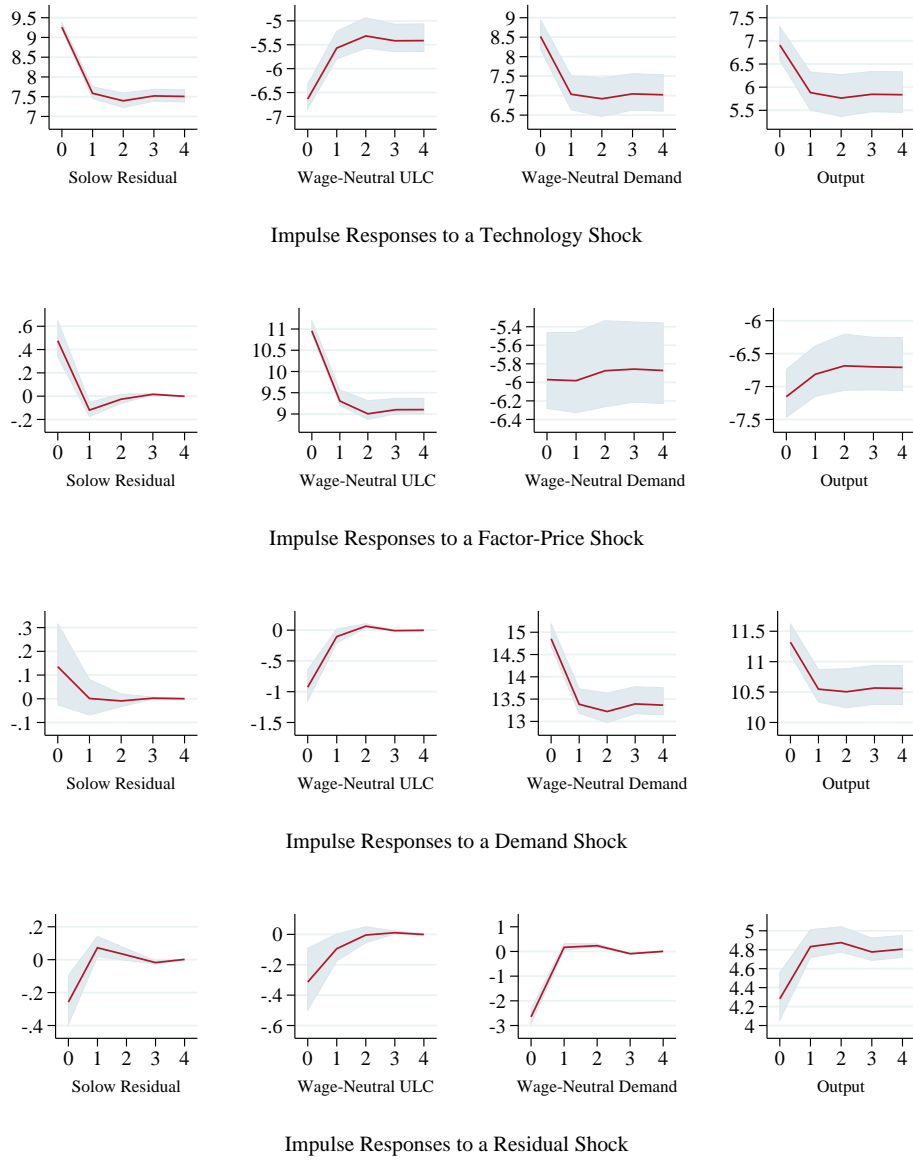 9.5
9
8.5
8
7.5
7
0 1 2 3 4
Solow Residual
-5
-5.5
-6
-6.5
-7
0 1 2 3 4
Wage-Neutral ULC
9
8.5
8
7.5
7
6.5
0 1 2 3 4
Wage-Neutral Demand
7.5
7
6.5
6
5.5
0 1 2 3 4
Output
Impulse Responses to a Technology Shock
.6
.4
.2
0
-.2
0 1 2 3 4
Solow Residual
11
10.5
10
9.5
9
0 1 2 3 4
Wage-Neutral ULC
-5.4
-5.6
-5.8
-6
-6.2
-6.4
0 1 2 3 4
Wage-Neutral Demand
-6
-6.5
-7
-7.5
0 1 2 3 4
Output
Impulse Responses to a Factor-Price Shock
.3
.2
.1
0
-.1
0 1 2 3 4
Solow Residual
0
-.5
-1
-1.5
0 1 2 3 4
Wage-Neutral ULC
15
14.5
14
13.5
13
0 1 2 3 4
Wage-Neutral Demand
11.5
11
10.5
10
0 1 2 3 4
Output
Impulse Responses to a Demand Shock
.2
0
-.2
-.4
0 1 2 3 4
Solow Residual
0
-.2
-.4
-.6
0 1 2 3 4
Wage-Neutral ULC
1
0
-1
-2
-3
0 1 2 3 4
Wage-Neutral Demand
5
4.8
4.6
4.4
4.2
4
0 1 2 3 4
Output
Impulse Responses to a Residual Shock